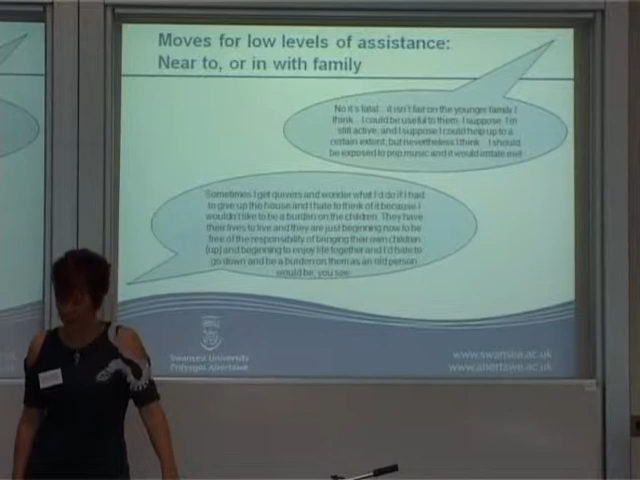 Moves for low levels of assistance:
Near to, or in with family
No it's fatal... it isn't fair on the younger family I
think... I could be useful to them, I suppose. I'm
still active, and I suppose I could help up to a
certain extent, but nevertheless I think... I should
be exposed to pop music and it would irritate me!
Sometimes I get quivers and wonder what I'd do if I had
to give up the house and I hate to think of it because I
wouldn't like to be a burden on the children. They have
their lives to live and they are just beginning now to be
free of the responsibility of bringing their own children
[up] and beginning to enjoy life together and I'd hate to
go down and be a burden on them as an old person
would be, you see.
Swansea University
Prifysgol Abertawe
www.swansea.ac.uk
www.abertawe.ac.uk